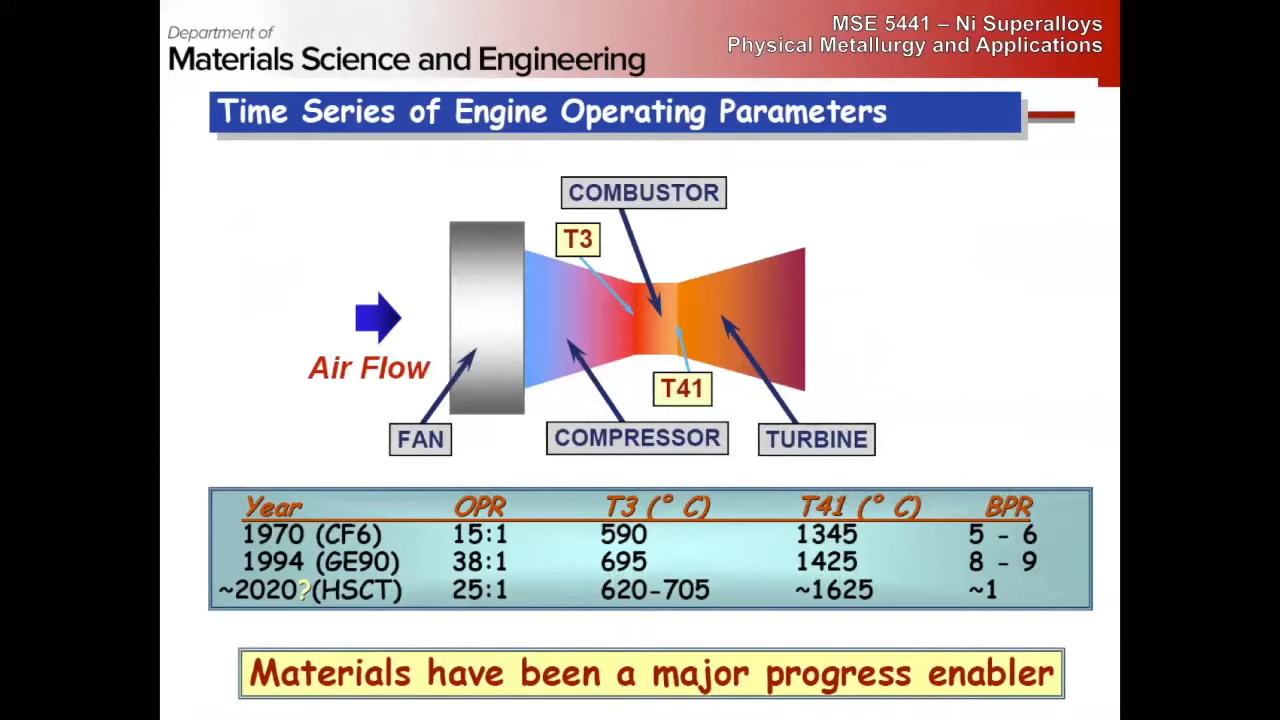 Department of
Materials Science and Engineering
MSE 5441 – Ni Superalloys
Physical Metallurgy and Applications
Time Series of Engine Operating Parameters
COMBUSTOR
T3
Air Flow
T41
FAN
COMPRESSOR
TURBINE
Year OPR T3 (° C) T41 (° C) BPR
1970 (CF6) 15:1 590 1345 5 - 6
1994 (GE90) 38:1 695 1425 8 - 9
~2020?(HSCT) 25:1 620-705 ~1625 ~1
Materials have been a major progress enabler